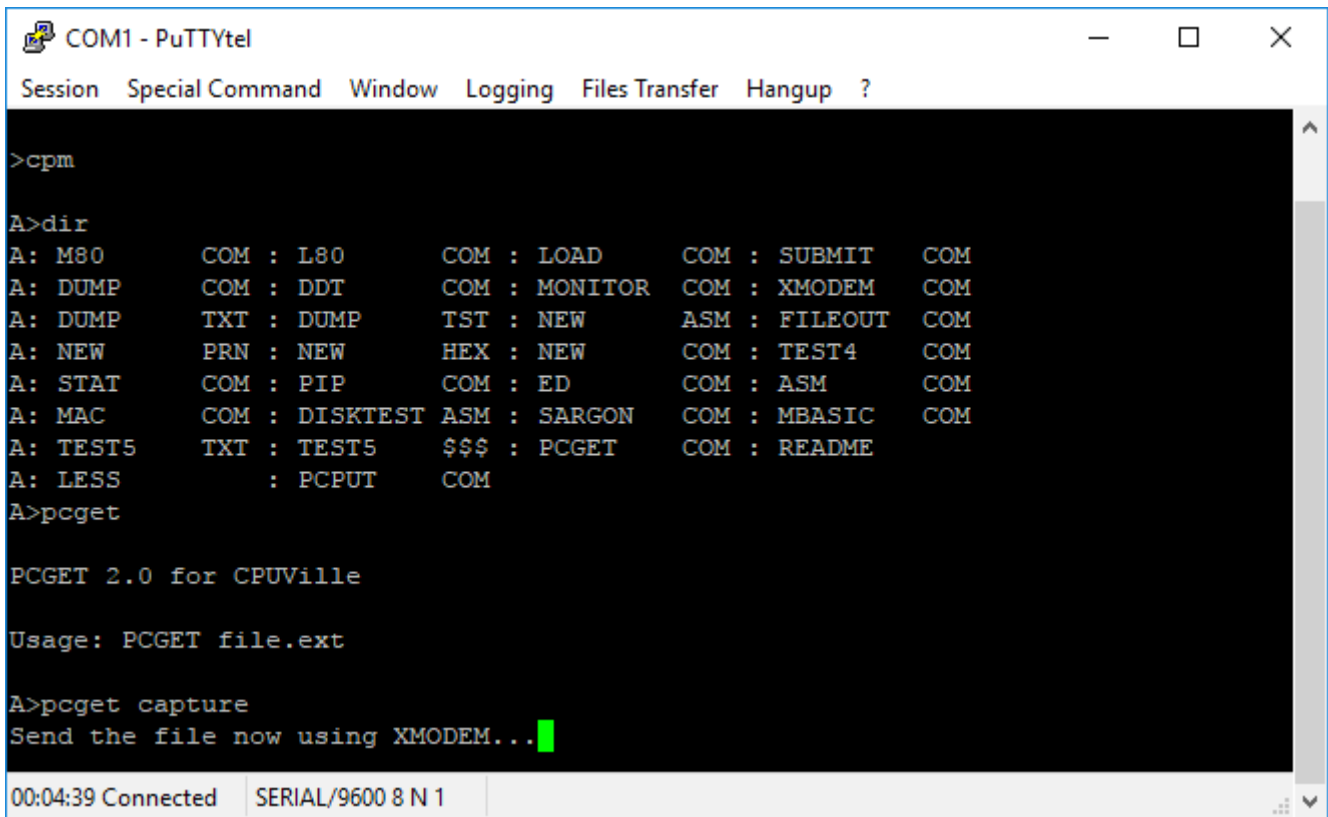 COM1 - PuTTYtel
Session Special Command Window Logging Files Transfer Hangup ?
>cpm
A>dir
A: M80      COM : L80      COM : LOAD     COM : SUBMIT   COM
A: DUMP     COM : DDT      COM : MONITOR  COM : XMODEM   COM
A: DUMP     TXT : DUMP     TST : NEW      ASM : FILEOUT  COM
A: NEW      PRN : NEW      HEX : NEW      COM : TEST4    COM
A: STAT     COM : PIP      COM : ED       COM : ASM      COM
A: MAC      COM : DISKTEST ASM : SARGON   COM : MBASIC   COM
A: TEST5    TXT : TEST5    $$$ : PCGET    COM : README
A: LESS         : PCPUT    COM
A>pcget
PCGET 2.0 for CPUVille
Usage: PCGET file.ext
A>pcget capture
Send the file now using XMODEM...
00:04:39 Connected SERIAL/9600 8 N 1